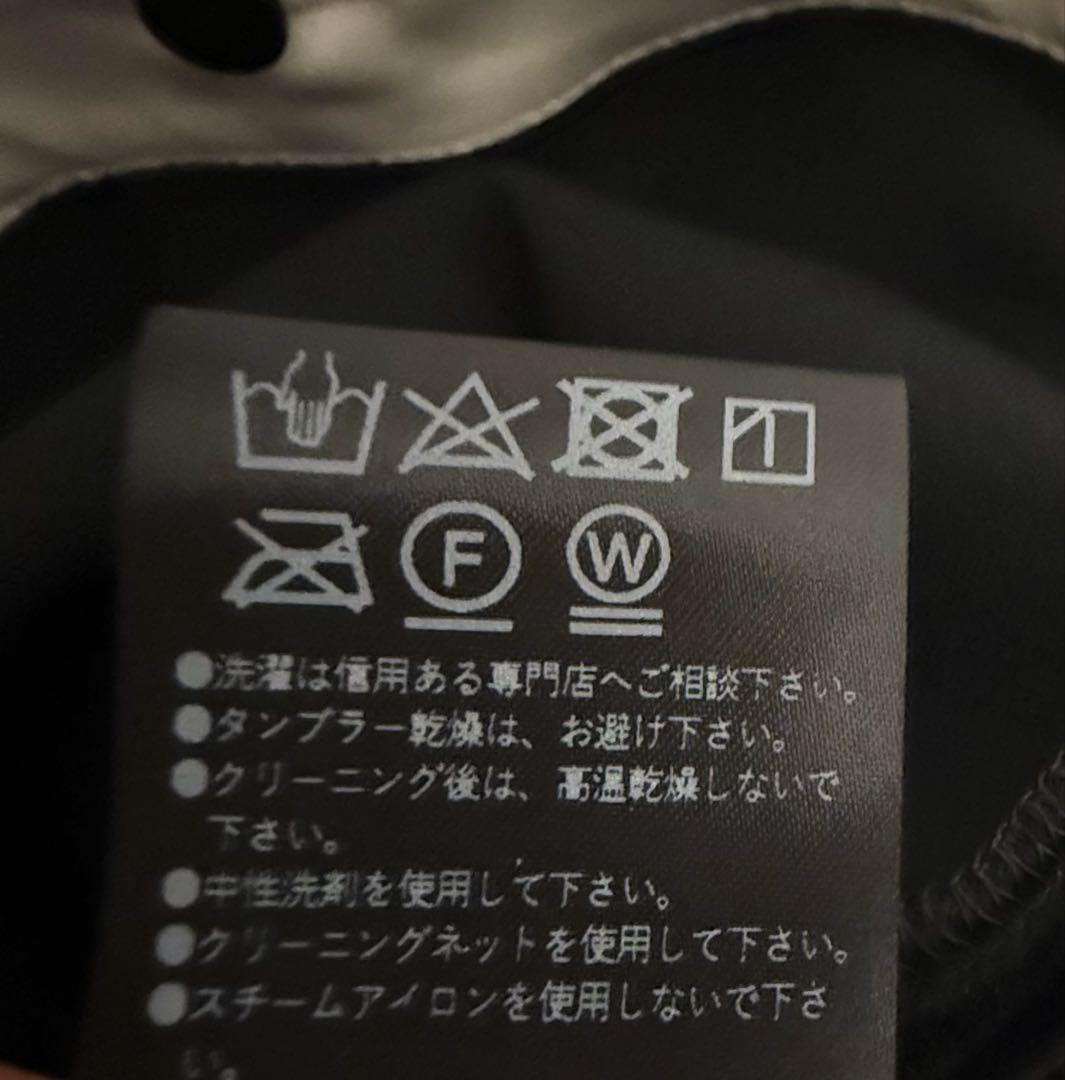 F W
●洗濯は信用ある専門店へご相談下さい。
●タンブラー乾燥は、お避け下さい。
●クリーニング後は、高温乾燥しないで
下さい。
●中性洗剤を使用して下さい。
●クリーニングネットを使用して下さい。
●スチームアイロンを使用しないで下さ
い。